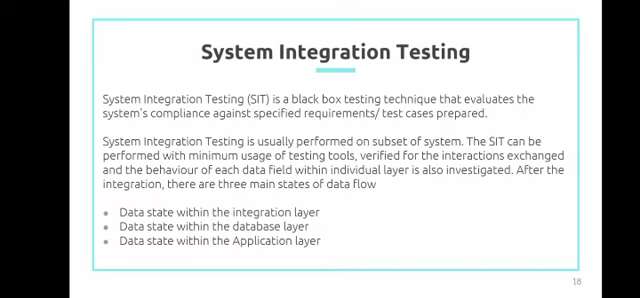 System Integration Testing
System Integration Testing (SIT) is a black box testing technique that evaluates the
system's compliance against specified requirements/ test cases prepared.
System Integration Testing is usually performed on subset of system. The SIT can be
performed with minimum usage of testing tools, verified for the interactions exchanged
and the behaviour of each data field within individual layer is also investigated. After the
integration, there are three main states of data flow
● Data state within the integration layer
● Data state within the database layer
● Data state within the Application layer
18